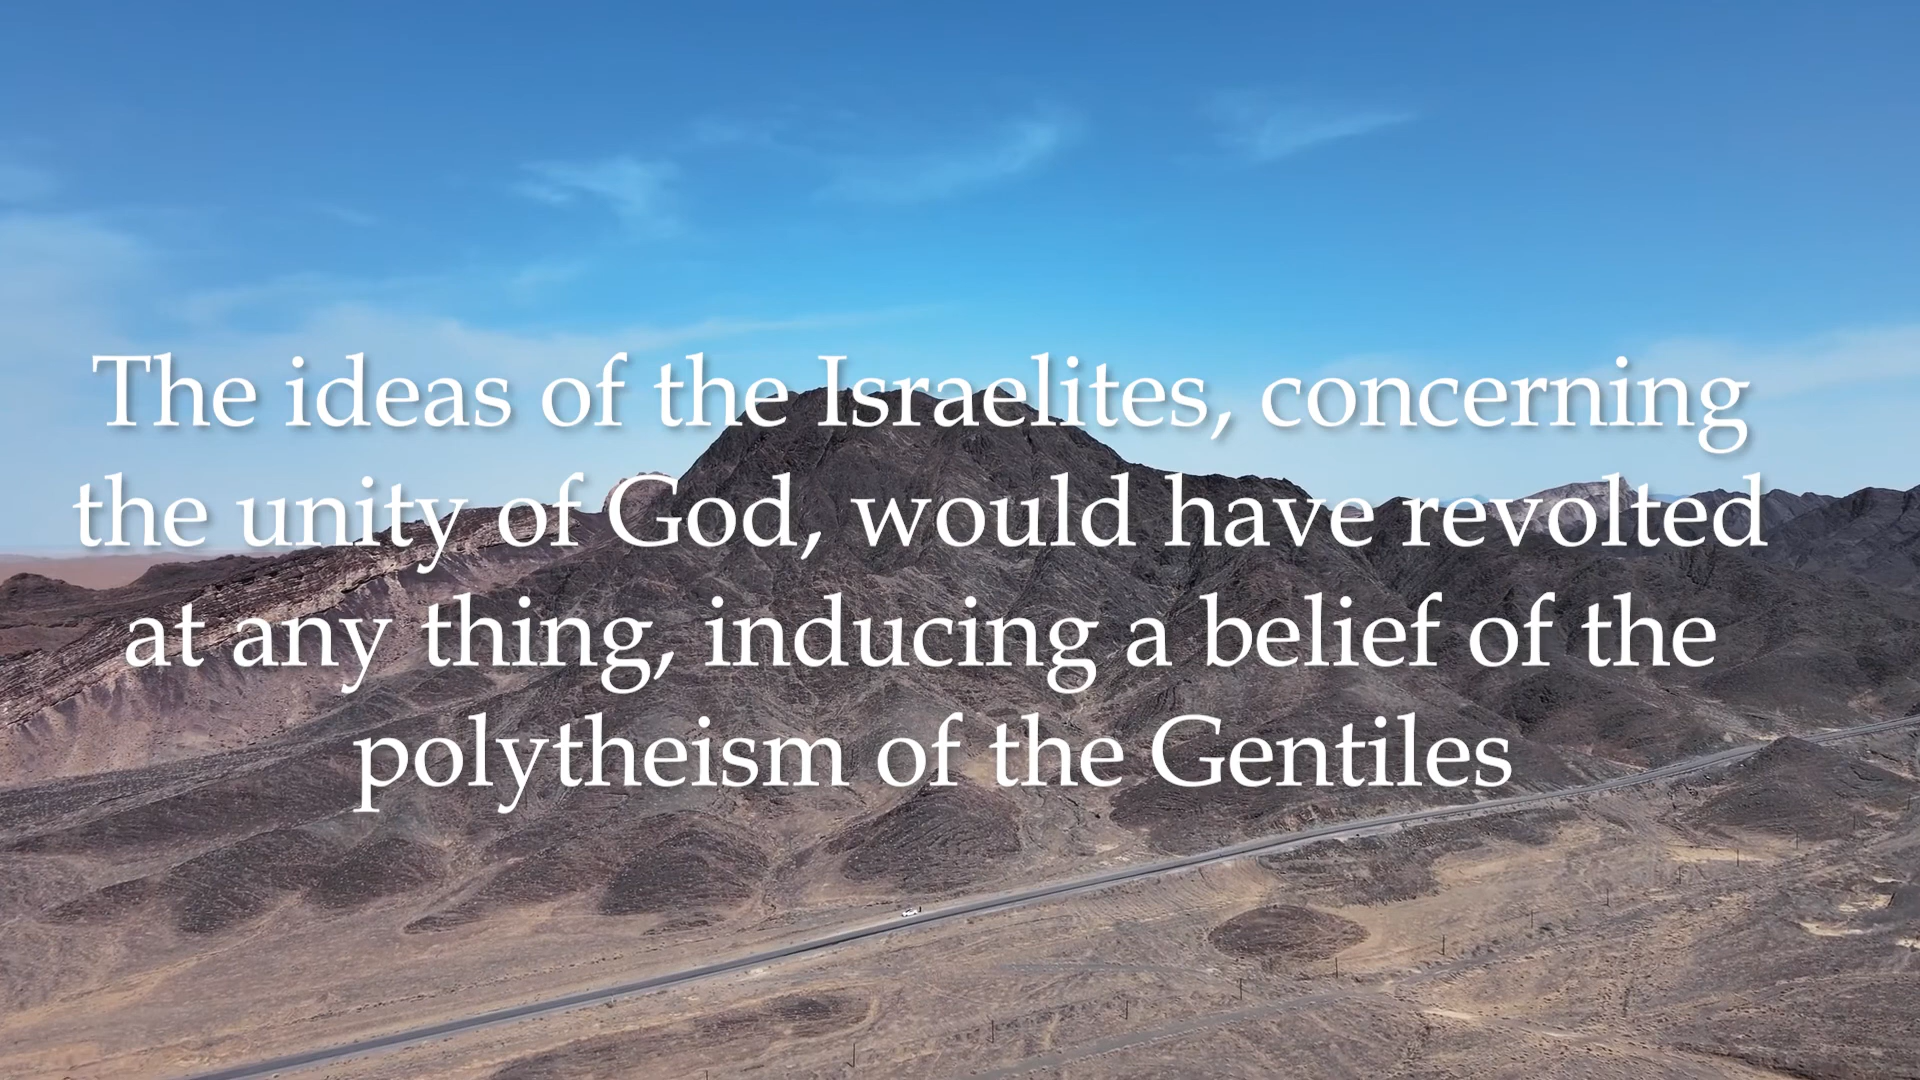 The ideas of the Israelites, concerning
the unity of God, would have revolted
at any thing, inducing a belief of the
polytheism of the Gentiles